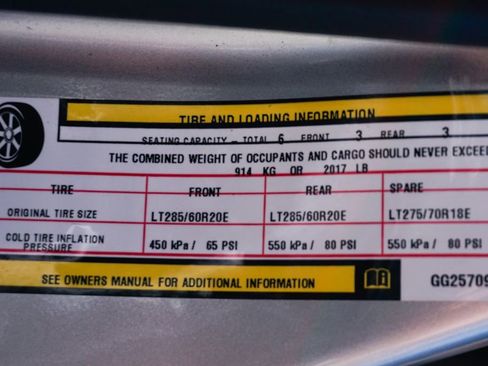 TIRE AND LOADING INFORMATION
SEATING CAPACITY - TOTAL 6 FRONT 3 REAR 3
THE COMBINED WEIGHT OF OCCUPANTS AND CARGO SHOULD NEVER EXCEED
914 KG OR 2017 LB
TIRE FRONT REAR SPARE
ORIGINAL TIRE SIZE LT285/60R20E LT285/60R20E LT275/70R18E
COLD TIRE INFLATION PRESSURE 450 kPa / 65 PSI 550 kPa / 80 PSI 550 kPa / 80 PSI
SEE OWNERS MANUAL FOR ADDITIONAL INFORMATION
GG25709